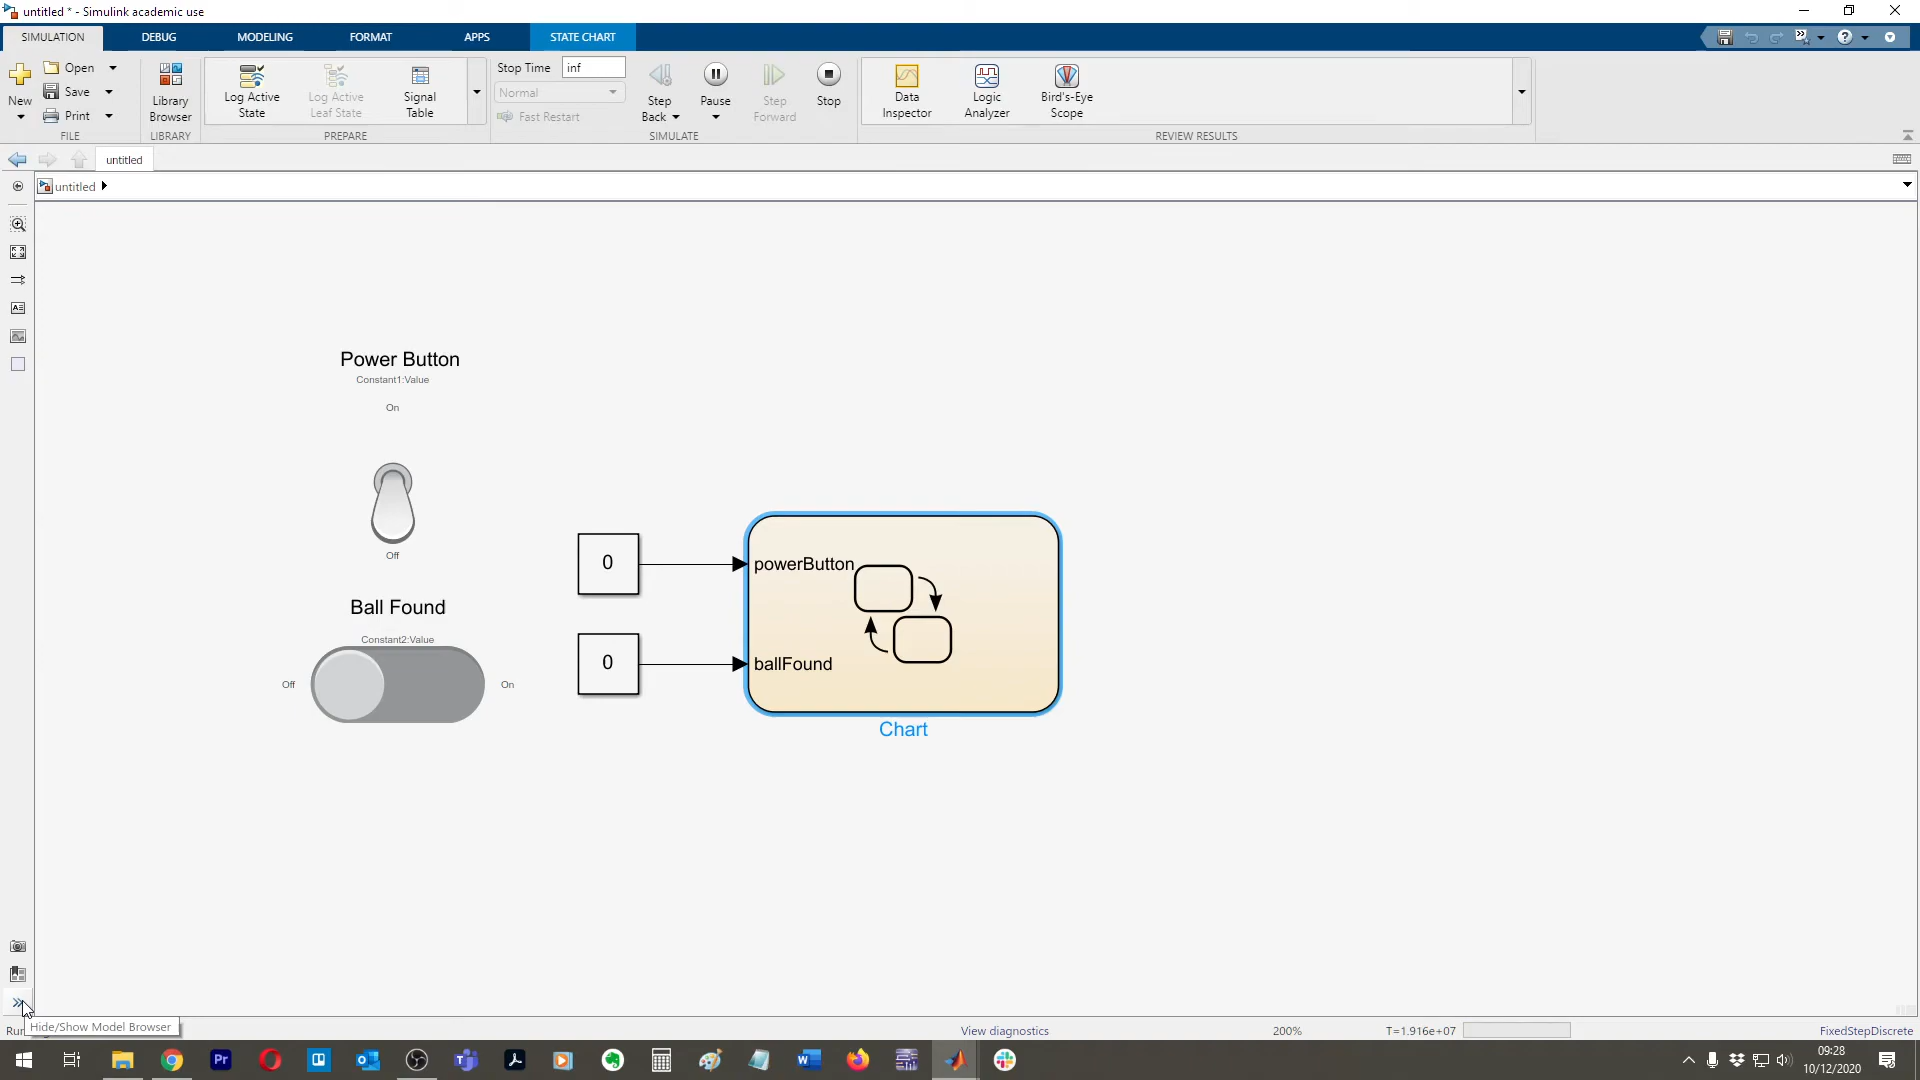 untitled * - Simulink academic use
SIMULATION DEBUG MODELING FORMAT APPS STATE CHART
New
Open
Save
Print
FILE
Library
Browser
LIBRARY
Log Active
State
Log Active
Leaf State
Signal
Table
PREPARE
Stop Time inf
Normal
Fast Restart
Step
Back
Pause
Step
Forward
Stop
SIMULATE
Data
Inspector
Logic
Analyzer
Bird's-Eye
Scope
REVIEW RESULTS
untitled
untitled
Power Button
Constant1:Value
On
Off
Ball Found
Constant2:Value
Off On
0
0
powerButton
ballFound
Chart
Hide/Show Model Browser
View diagnostics 200% T=1.916e+07 FixedStepDiscrete
09:28
10/12/2020